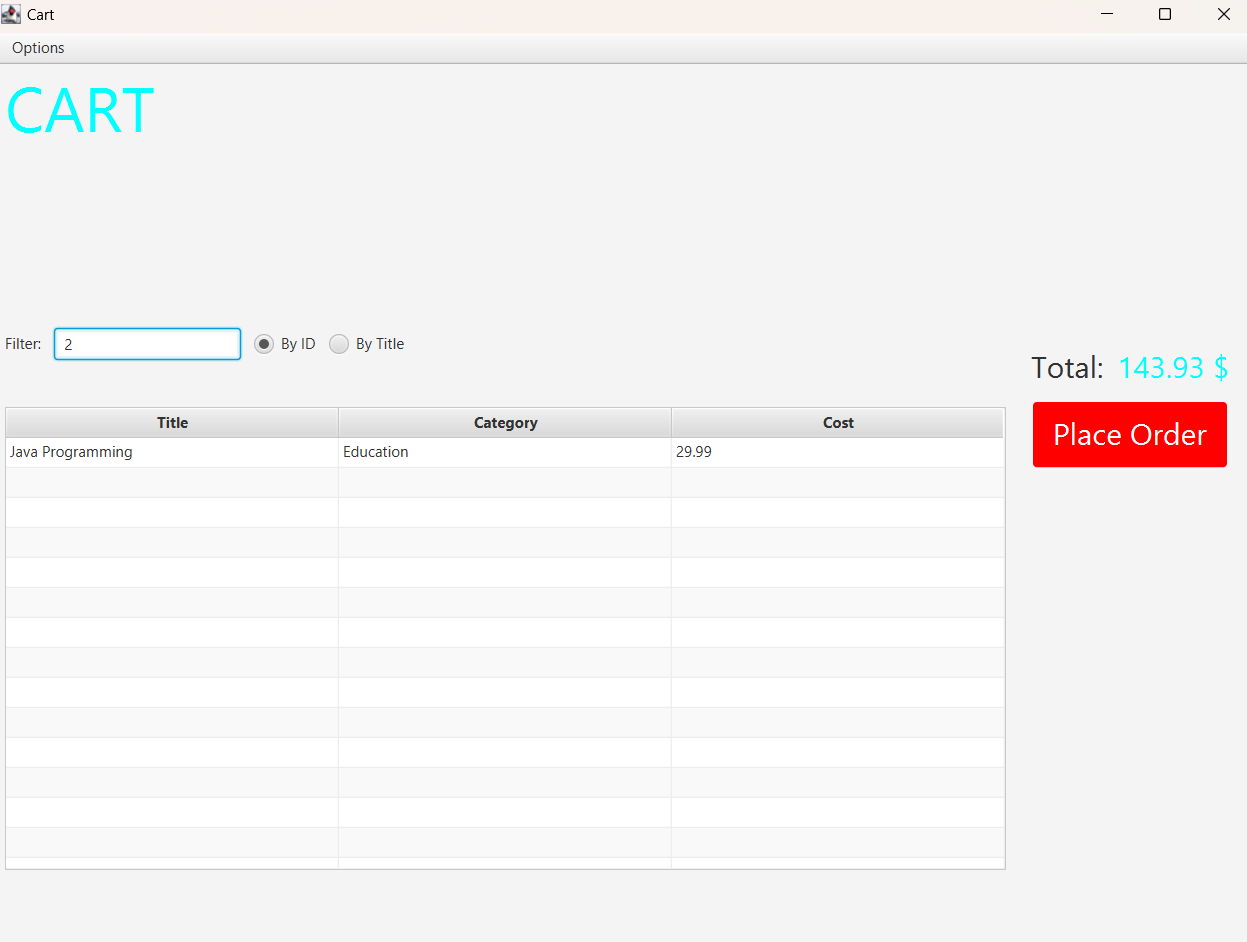 Cart
Options
CART
Filter: 2 By ID By Title
Total: 143.93 $
Place Order
Title Category Cost
Java Programming Education 29.99